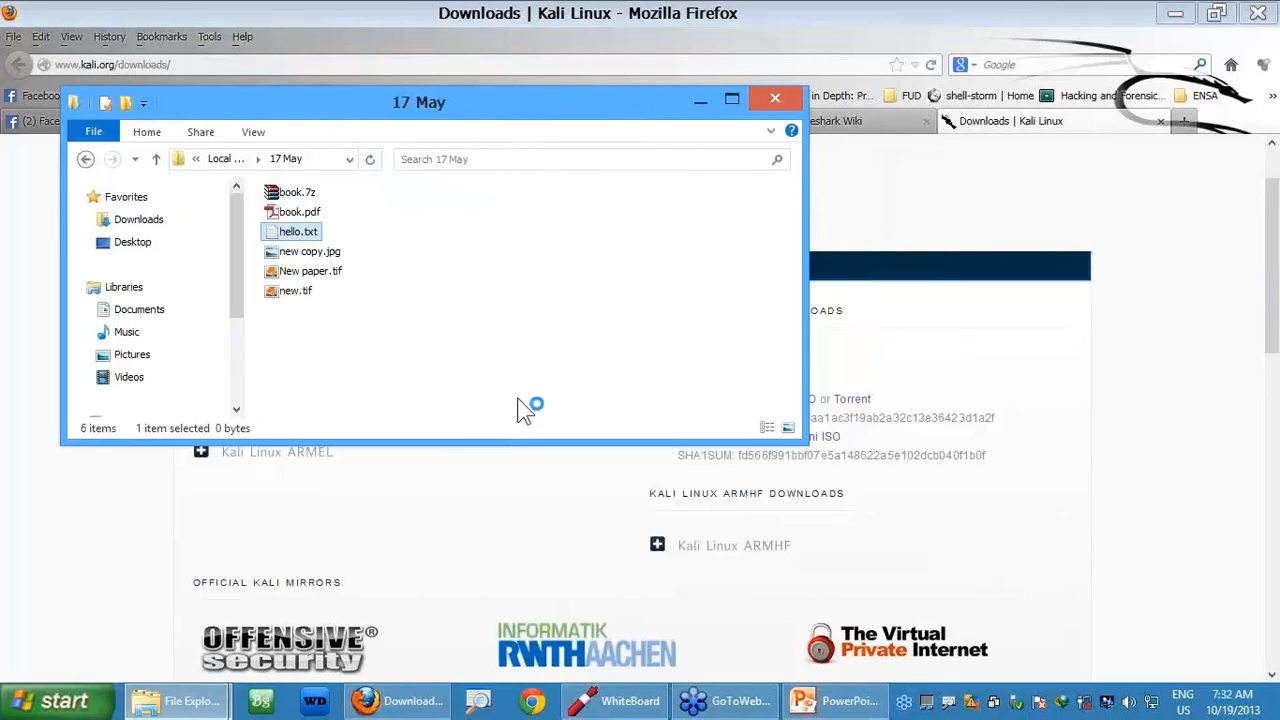 Downloads | Kali Linux - Mozilla Firefox
File Edit View History Bookmarks Tools Help
www.kali.org/downloads/
Google
Faceboo
in Depth: Pr...
FUD
shell-storm | Home
Hacking and Forensic...
ENSA
»
(2) Face
eshark Wiki
Downloads | Kali Linux
17 May
File Home Share View
« Local ... 17 May
Search 17 May
Favorites
Downloads
Desktop
Libraries
Documents
Music
Pictures
Videos
book.7z
book.pdf
hello.txt
new copy.jpg
New paper.tif
new.tif
6 items 1 item selected 0 bytes
OADS
O or Torrent
aa1ac3f19ab2a32c13e36423d1a2f
ni ISO
Kali Linux ARMEL
SHA1SUM: fd566f991bbf07e5a148622a5e102dcb040f1b0f
KALI LINUX ARMHF DOWNLOADS
Kali Linux ARMHF
OFFICIAL KALI MIRRORS
OFFENSIVE®
security
INFORMATIK
RWTHAACHEN
The Virtual
Private Internet
start
File Explo...
Bg
WD
Download...
WhiteBoard
GoToWeb...
PowerPoi...
ENG
US
7:32 AM
10/19/2013